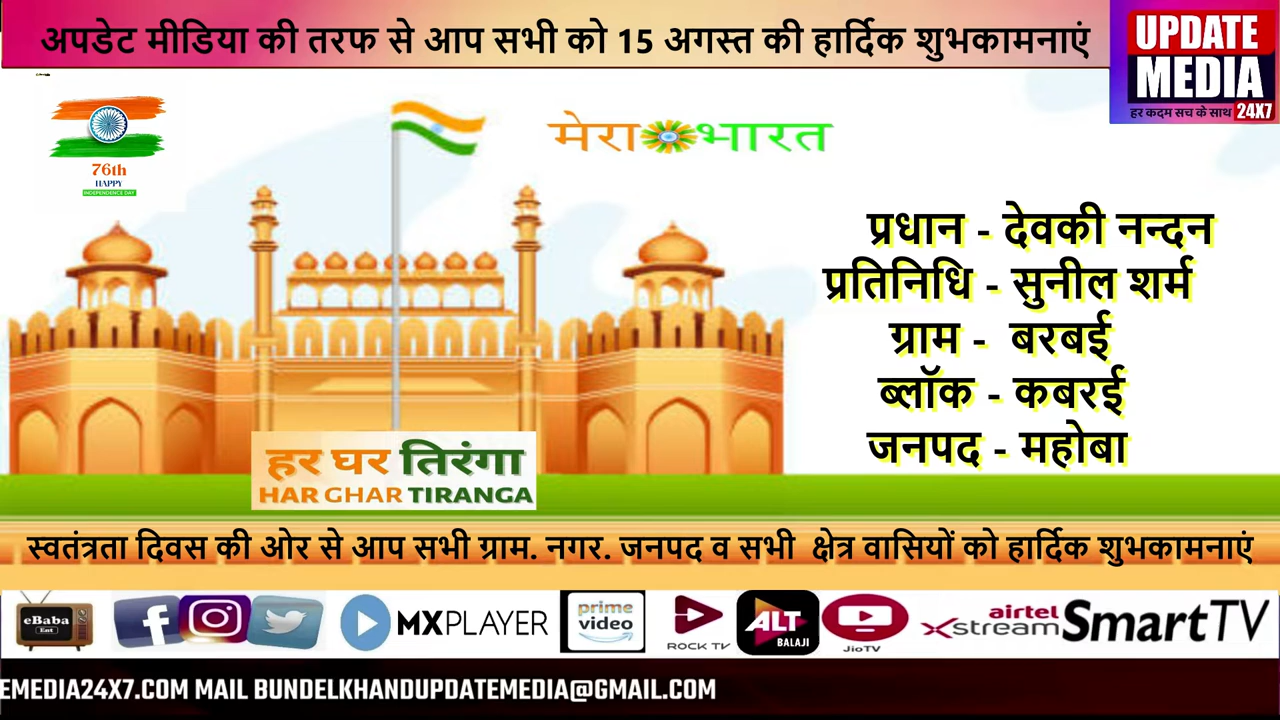 अपडेट मीडिया की तरफ से आप सभी को 15 अगस्त की हार्दिक शुभकामनाएं
UPDATE
MEDIA
हर कदम सच के साथ 24X7
76th
HAPPY
INDEPENDENCE DAY
मेरा भारत
प्रधान - देवकी नन्दन
प्रतिनिधि - सुनील शर्म
ग्राम - बरबई
ब्लॉक - कबरई
जनपद - महोबा
हर घर तिरंगा
HAR GHAR TIRANGA
स्वतंत्रता दिवस की ओर से आप सभी ग्राम. नगर. जनपद व सभी क्षेत्र वासियों को हार्दिक शुभकामनाएं
eBaba
Ent
MXPLAYER
prime
video
ROCK TV
ALT
BALAJI
JioTV
airtel
Xstream
SmartTV
EMEDIA24X7.COM MAIL BUNDELKHANDUPDATEMEDIA@GMAIL.COM